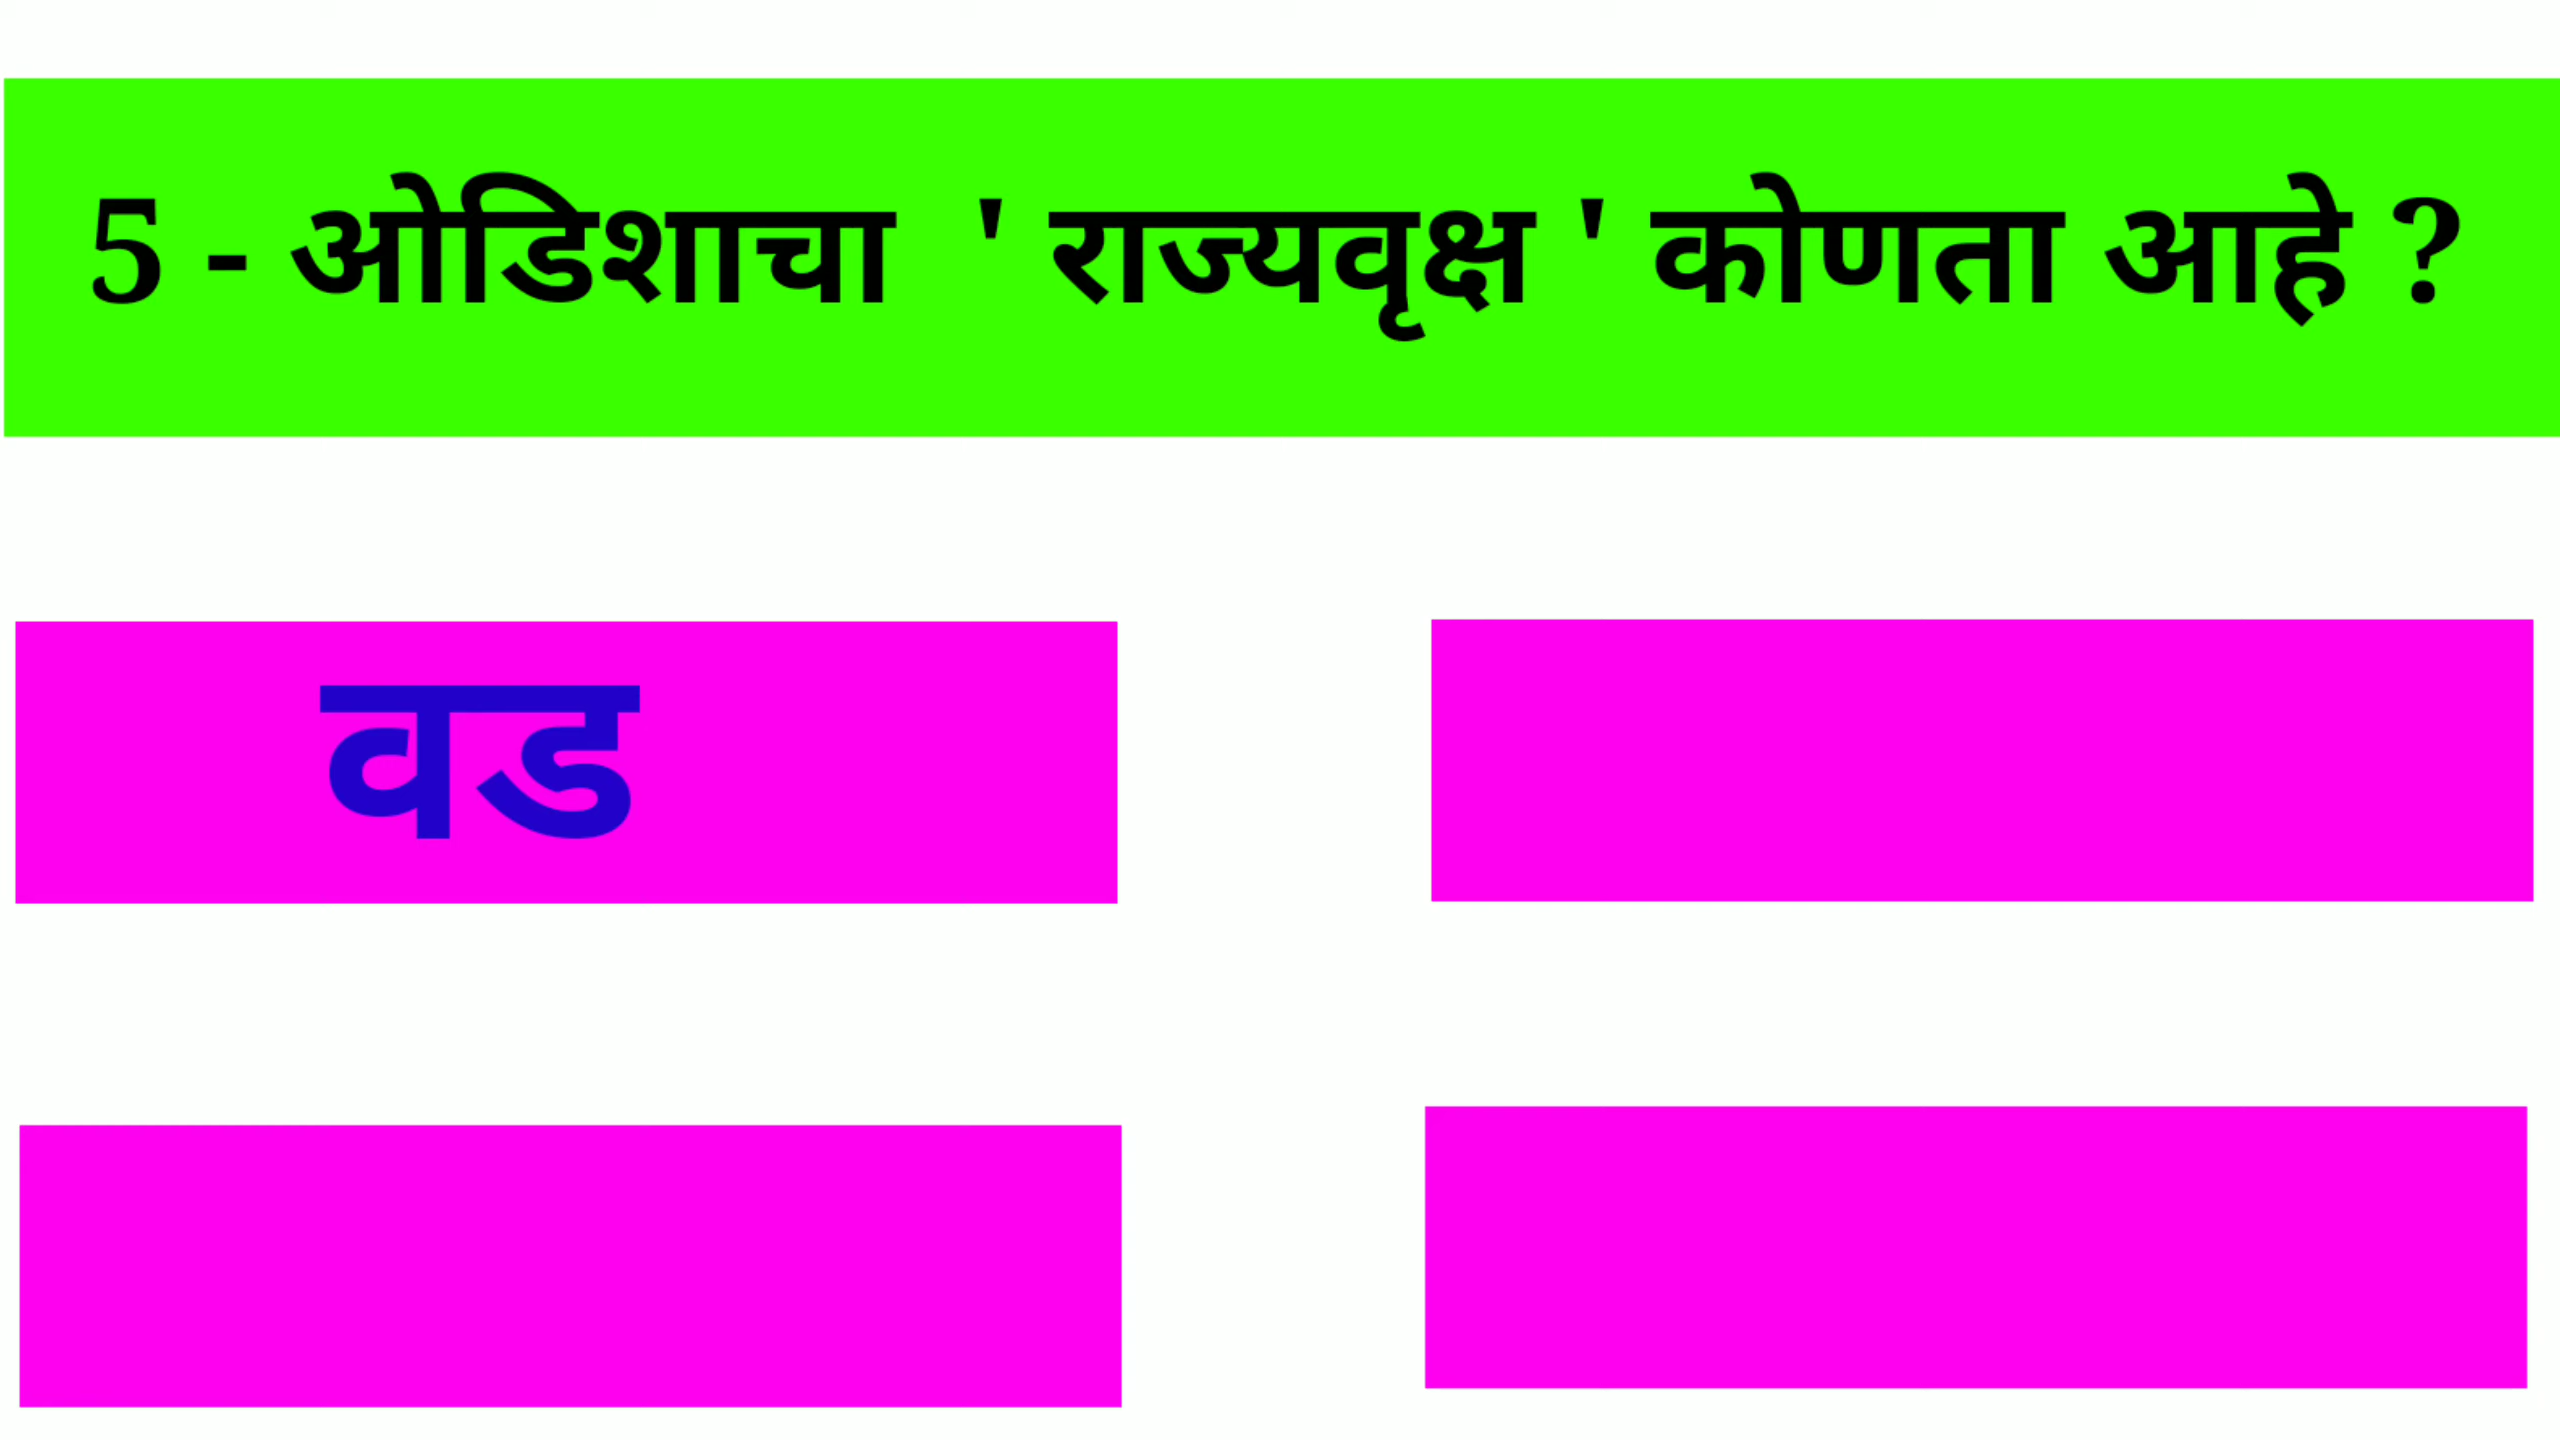 5 - ओडिशाचा ' राज्यवृक्ष ' कोणता आहे ?
वड